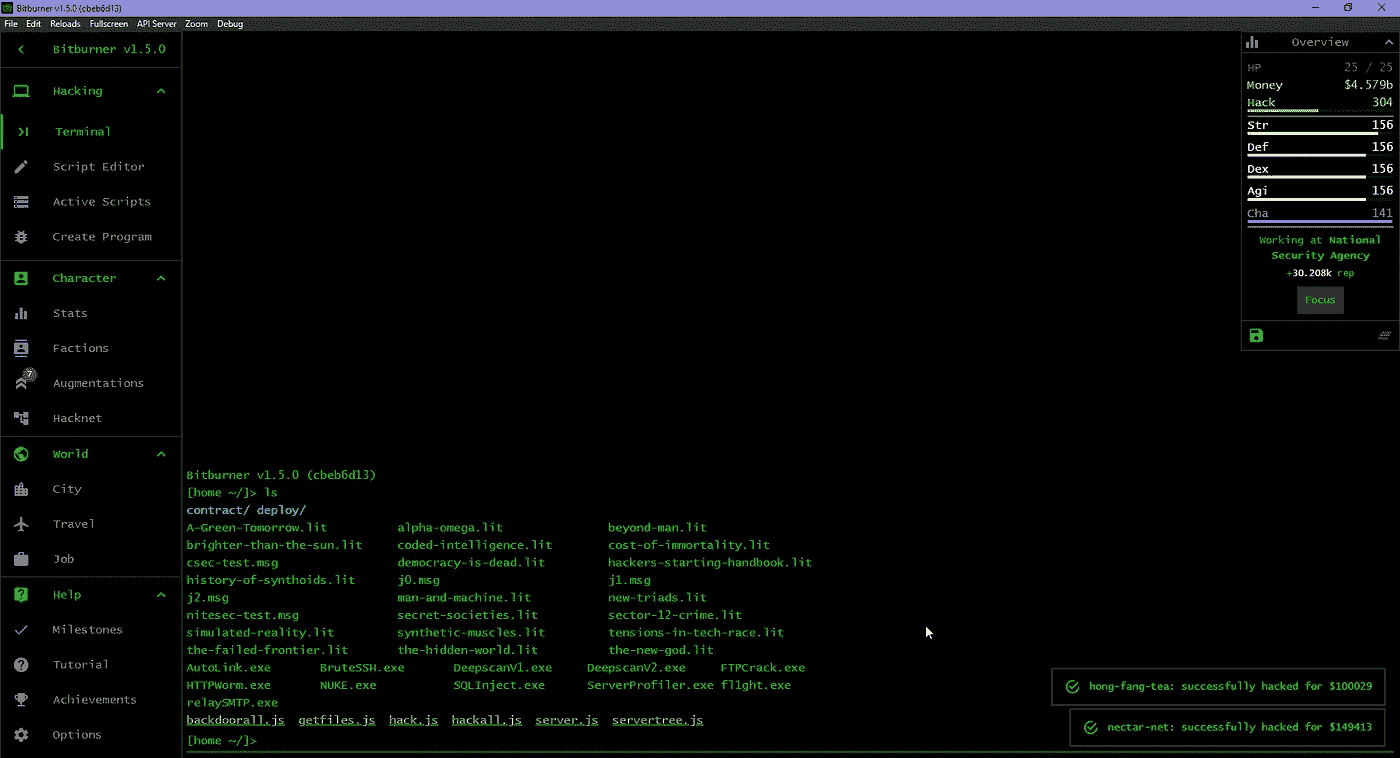 Bitburner v1.5.0 (cbeb6d13)
File Edit Reloads Fullscreen API Server Zoom Debug
Bitburner v1.5.0
Hacking
Terminal
Script Editor
Active Scripts
Create Program
Character
Stats
Factions
7
Augmentations
Hacknet
World
City
Travel
Job
Help
Milestones
Tutorial
Achievements
Options
Bitburner v1.5.0 (cbeb6d13)
[home ~/]> ls
contract/ deploy/
A-Green-Tomorrow.lit alpha-omega.lit beyond-man.lit
brighter-than-the-sun.lit coded-intelligence.lit cost-of-immortality.lit
csec-test.msg democracy-is-dead.lit hackers-starting-handbook.lit
history-of-synthoids.lit j0.msg j1.msg
j2.msg man-and-machine.lit new-triads.lit
nitesec-test.msg secret-societies.lit sector-12-crime.lit
simulated-reality.lit synthetic-muscles.lit tensions-in-tech-race.lit
the-failed-frontier.lit the-hidden-world.lit the-new-god.lit
AutoLink.exe BruteSSH.exe DeepscanV1.exe DeepscanV2.exe FTPCrack.exe
HTTPWorm.exe NUKE.exe SQLInject.exe ServerProfiler.exe fl1ght.exe
relaySMTP.exe
backdoorall.js getfiles.js hack.js hackall.js server.js servertree.js
[home ~/]>
Overview
HP 25 / 25
Money $4.579b
Hack 304
Str 156
Def 156
Dex 156
Agi 156
Cha 141
Working at National
Security Agency
+30.208k rep
Focus
hong-fang-tea: successfully hacked for $100029
nectar-net: successfully hacked for $149413